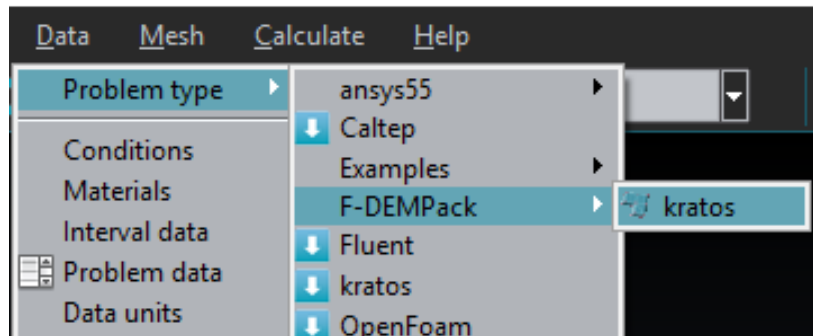 Data Mesh Calculate Help
Problem type
Conditions
Materials
Interval data
Problem data
Data units
ansys55
Caltep
Examples
F-DEMPack
Fluent
kratos
OpenFoam
kratos